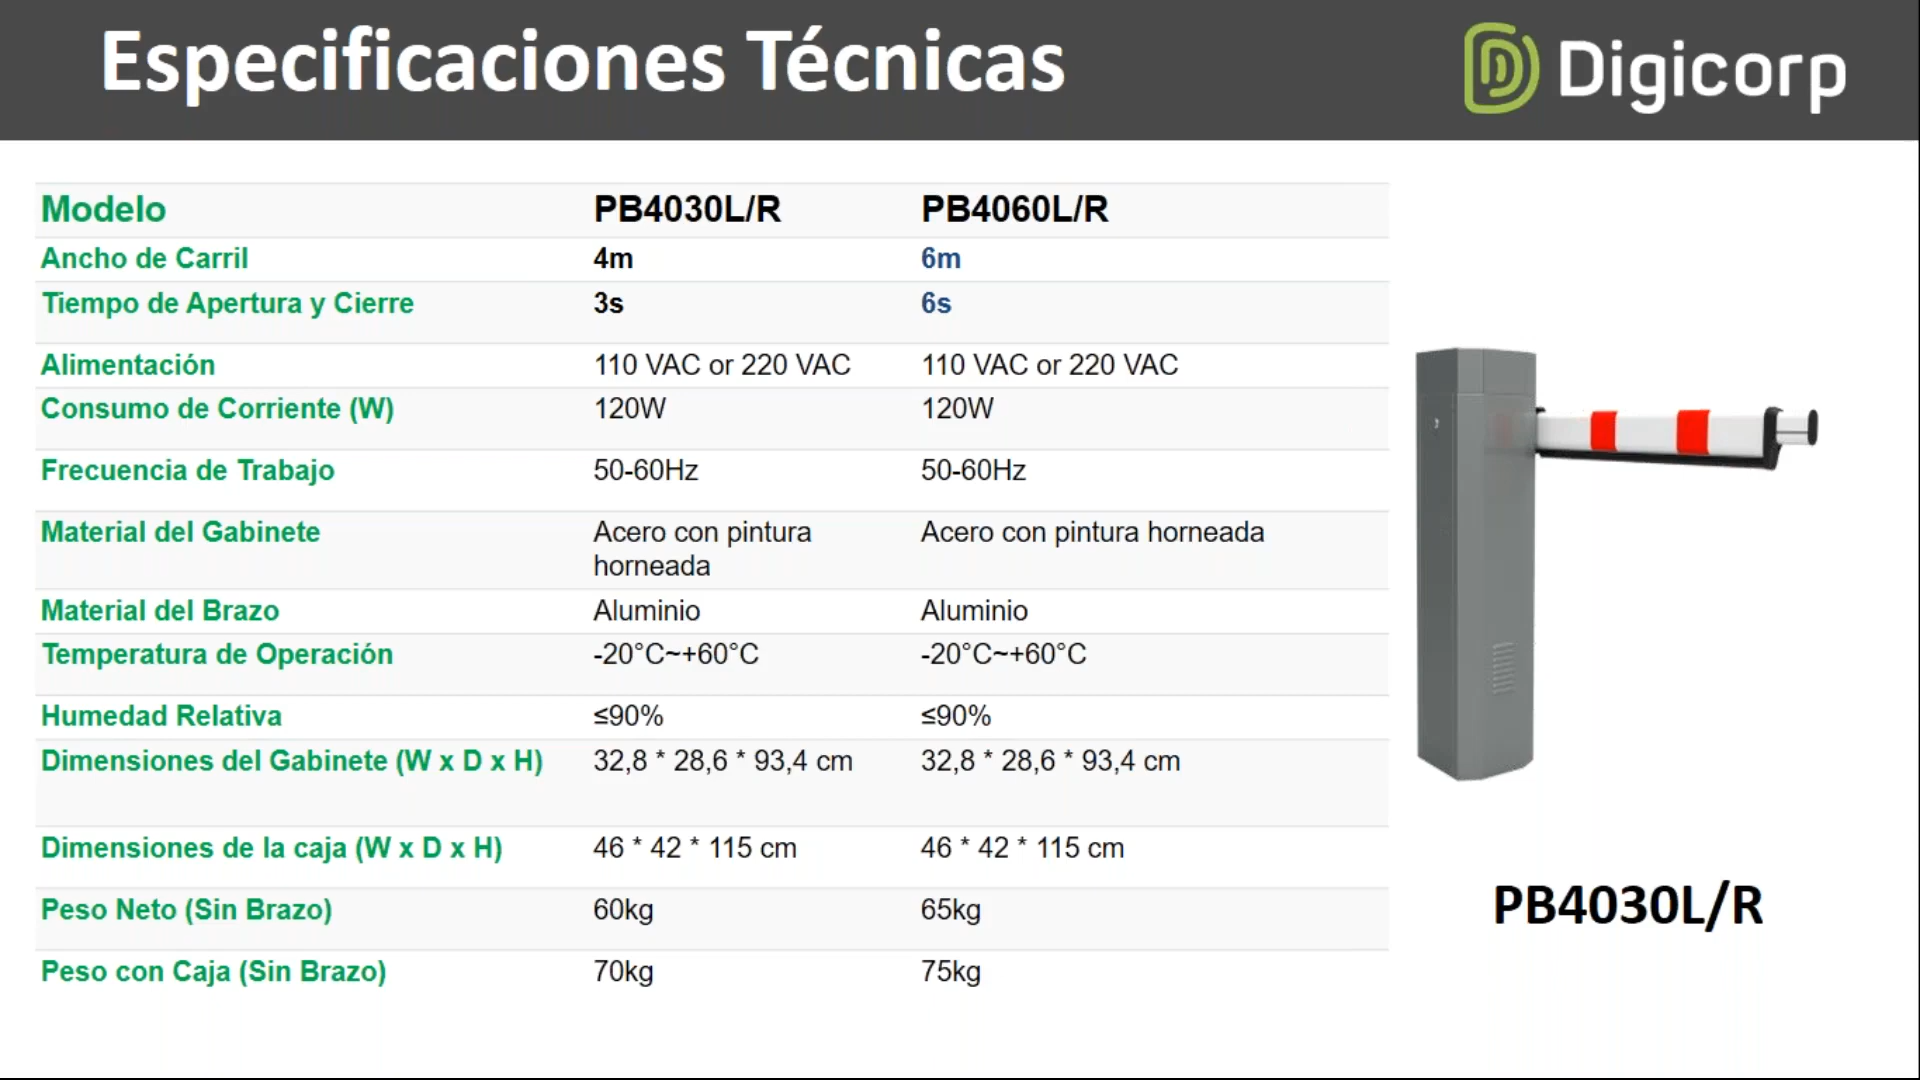 Especificaciones Técnicas
Digicorp
Modelo PB4030L/R PB4060L/R
Ancho de Carril 4m 6m
Tiempo de Apertura y Cierre 3s 6s
Alimentación 110 VAC or 220 VAC 110 VAC or 220 VAC
Consumo de Corriente (W) 120W 120W
Frecuencia de Trabajo 50-60Hz 50-60Hz
Material del Gabinete Acero con pintura horneada Acero con pintura horneada
Material del Brazo Aluminio Aluminio
Temperatura de Operación -20°C~+60°C -20°C~+60°C
Humedad Relativa ≤90% ≤90%
Dimensiones del Gabinete (W x D x H) 32,8 * 28,6 * 93,4 cm 32,8 * 28,6 * 93,4 cm
Dimensiones de la caja (W x D x H) 46 * 42 * 115 cm 46 * 42 * 115 cm
Peso Neto (Sin Brazo) 60kg 65kg
Peso con Caja (Sin Brazo) 70kg 75kg
PB4030L/R